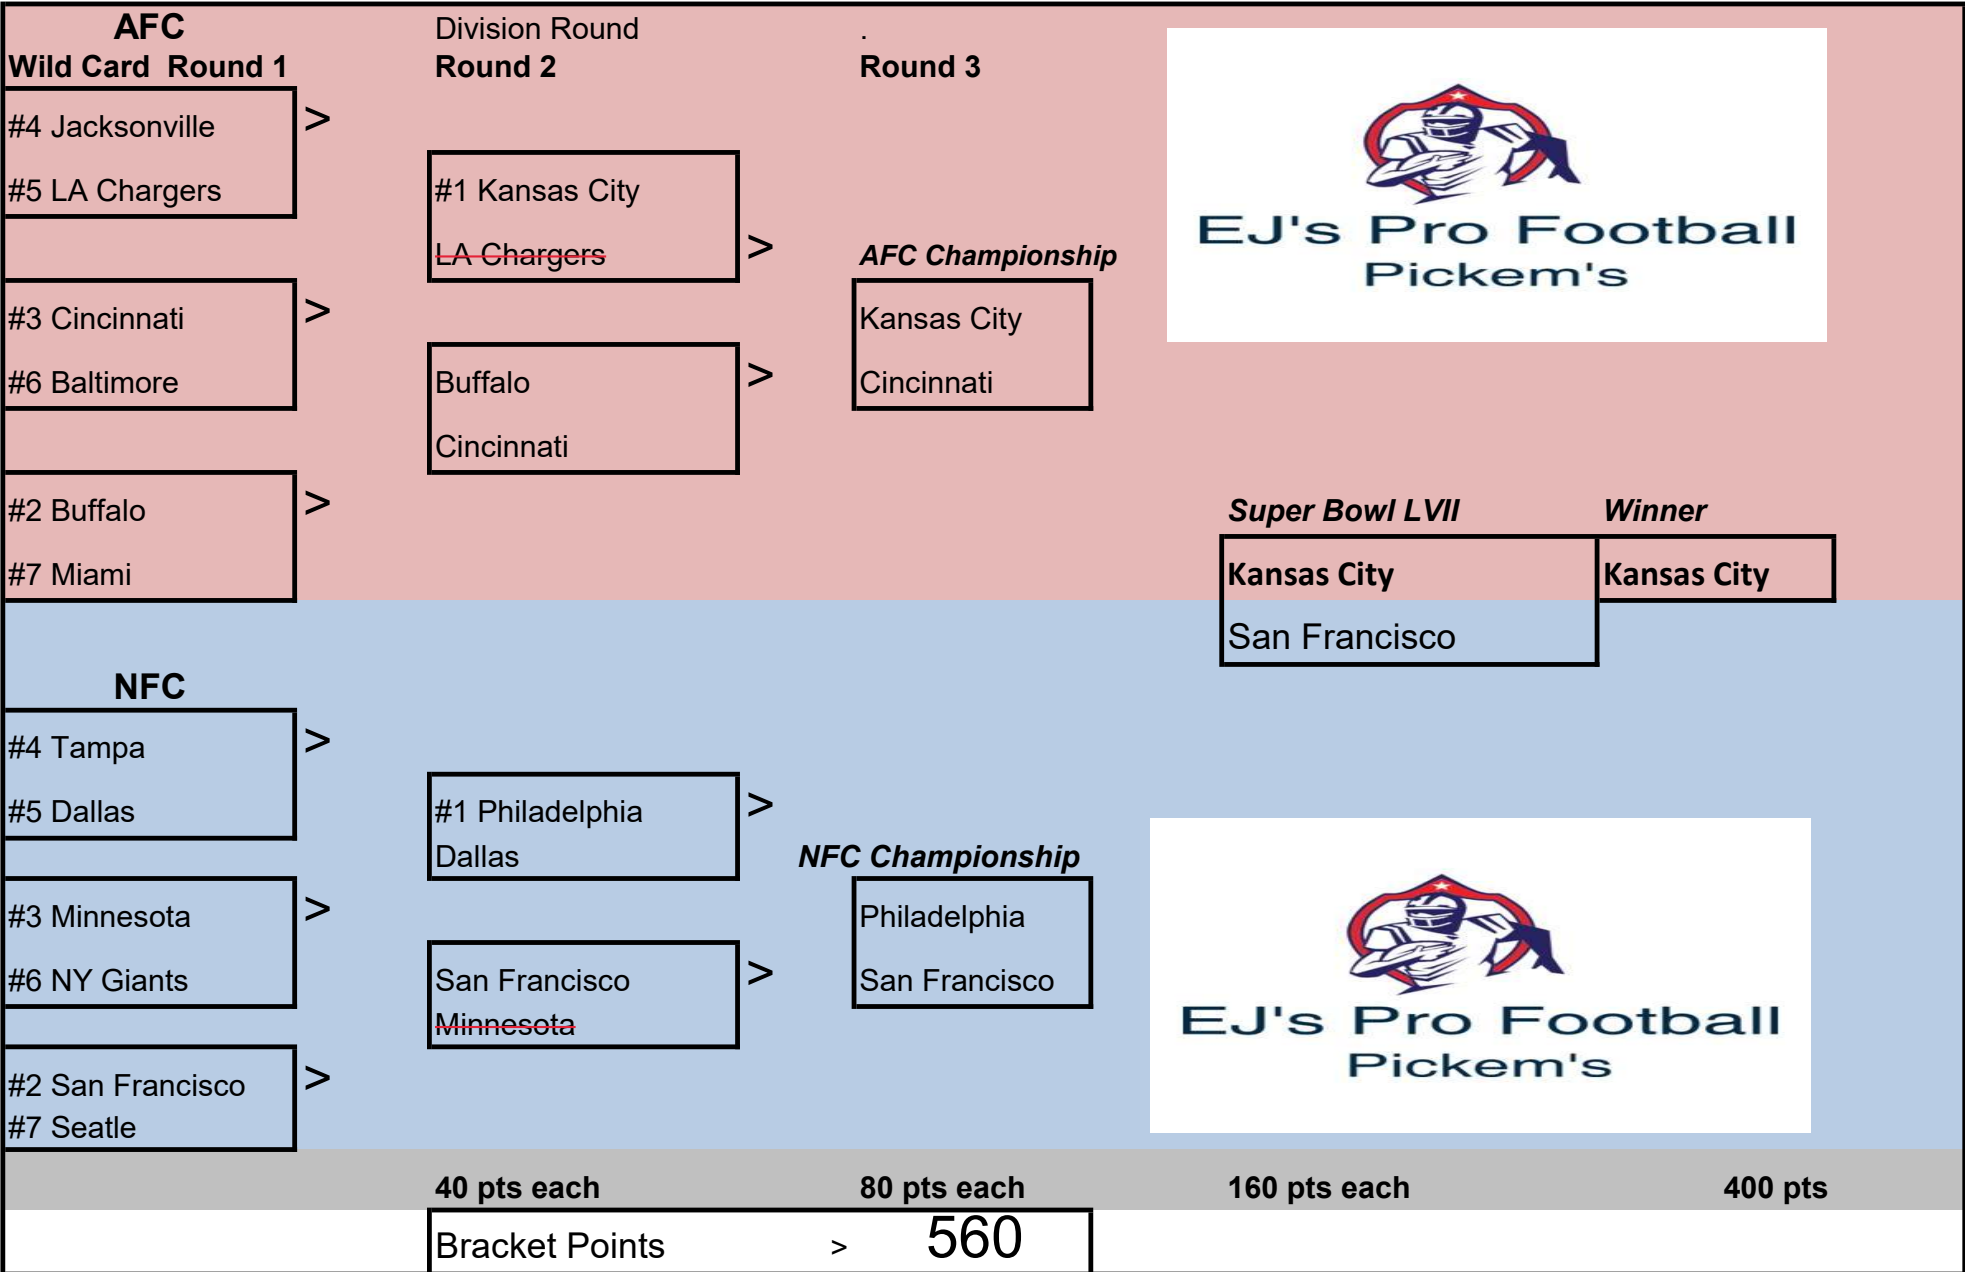 AFC
Division Round
.
Wild Card Round 1
Round 2
Round 3
#4 Jacksonville
>
#5 LA Chargers
#1 Kansas City
LA Chargers
>
AFC Championship
EJ's Pro Football
Pickem's
#3 Cincinnati
>
Kansas City
#6 Baltimore
Buffalo
>
Cincinnati
Cincinnati
#2 Buffalo
>
Super Bowl LVII
Winner
#7 Miami
Kansas City
Kansas City
San Francisco
NFC
#4 Tampa
>
#5 Dallas
#1 Philadelphia
>
Dallas
NFC Championship
#3 Minnesota
>
Philadelphia
#6 NY Giants
San Francisco
>
San Francisco
Minnesota
EJ's Pro Football
Pickem's
#2 San Francisco
>
#7 Seatle
40 pts each
80 pts each
160 pts each
400 pts
Bracket Points > 560